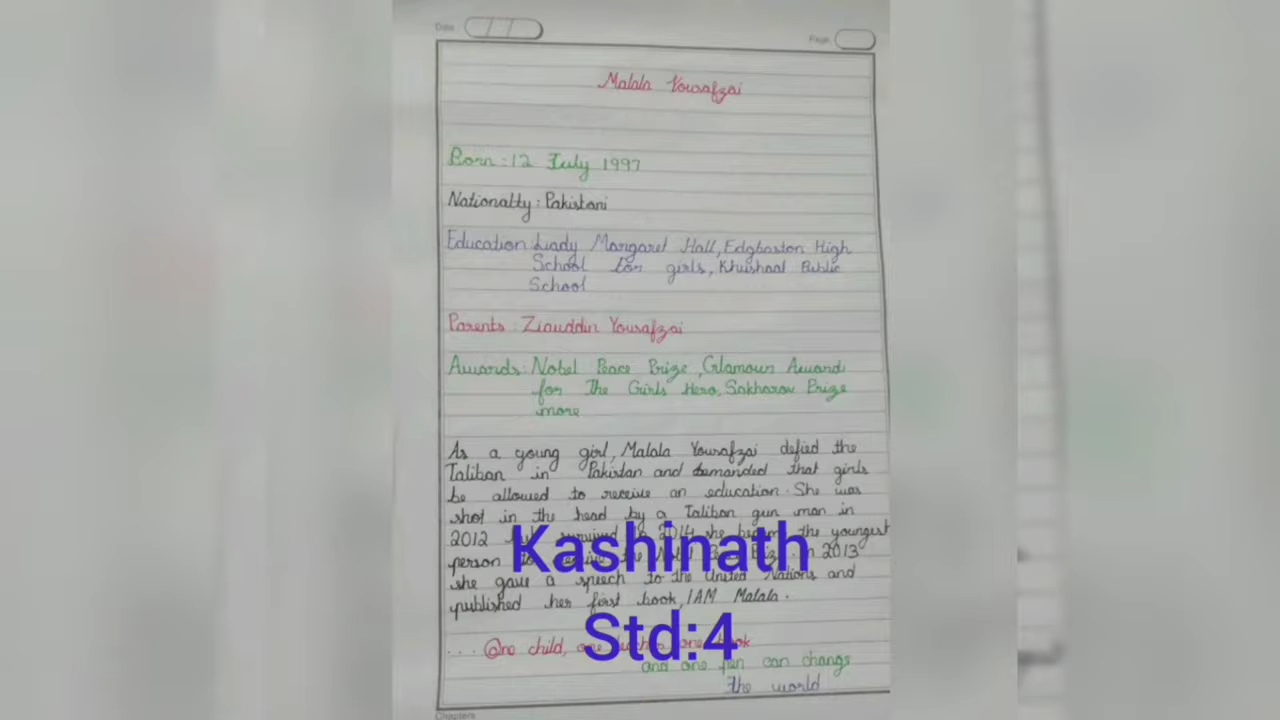 Date
Page
Malala Yousafzai
Born : 12 July 1997
Nationalty : Pakistani
Education Lady Margaret Hall, Edgbaston High
School for girls, Khushaal Public
School
Parents : Ziauddin Yousafzai
Awards: Nobel Peace Prize, Glamour Award
for The Girls' Hero, Sakharov Prize
more
As a young girl, Malala Yousafzai defied the
Taliban in Pakistan and demanded that girls
be allowed to receive an education. She was
shot in the head by a Taliban gun man in
2012 2014 she the youngest
person in 2013
she gave a speech to the United Nations and
published her first book, I AM Malala.
Kashinath
Std:4
... One child, one one book
and one pen can change
the world
Chapters